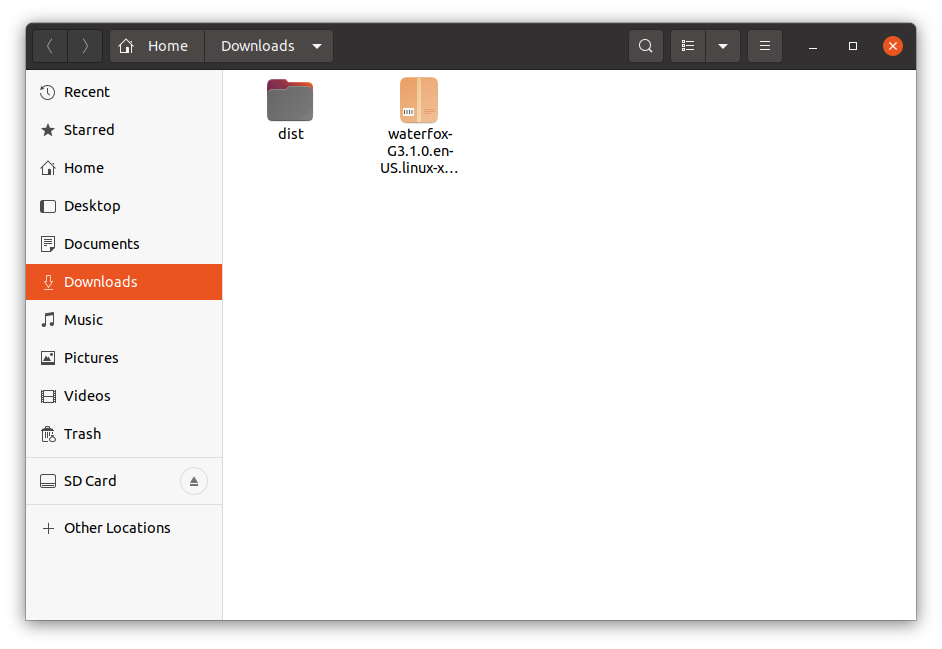 Home
Downloads
Recent
Starred
Home
Desktop
Documents
Downloads
Music
Pictures
Videos
Trash
SD Card
Other Locations
dist
waterfox-
G3.1.0.en-
US.linux-x…